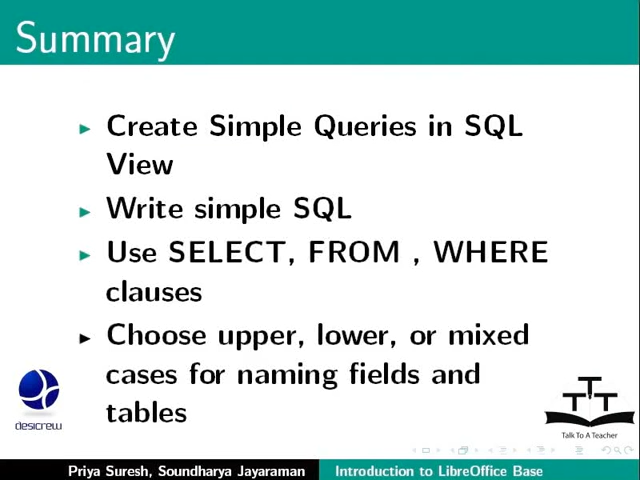 Summary
Create Simple Queries in SQL
View
Write simple SQL
Use SELECT, FROM , WHERE
clauses
Choose upper, lower, or mixed
cases for naming fields and
tables
desicrew
TTT
Talk To A Teacher
Priya Suresh, Soundharya Jayaraman Introduction to LibreOffice Base